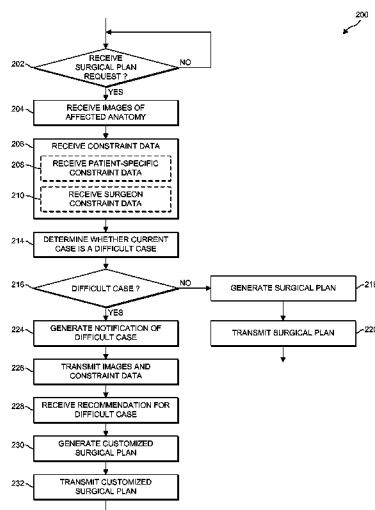 200
202
RECEIVE
SURGICAL PLAN
REQUEST ?
NO
YES
204
RECEIVE IMAGES OF
AFFECTED ANATOMY
206
RECEIVE CONSTRAINT DATA
208
RECEIVE PATIENT-SPECIFIC
CONSTRAINT DATA
210
RECEIVE SURGEON
CONSTRAINT DATA
214
DETERMINE WHETHER CURRENT
CASE IS A DIFFICULT CASE
216
DIFFICULT CASE ?
NO
YES
GENERATE SURGICAL PLAN
218
TRANSMIT SURGICAL PLAN
220
224
GENERATE NOTIFICATION OF
DIFFICULT CASE
226
TRANSMIT IMAGES AND
CONSTRAINT DATA
228
RECEIVE RECOMMENDATION FOR
DIFFICULT CASE
230
GENERATE CUSTOMIZED
SURGICAL PLAN
232
TRANSMIT CUSTOMIZED
SURGICAL PLAN